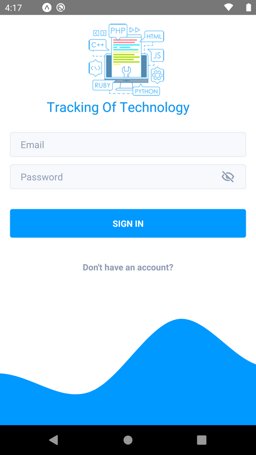 4:17
PHP
HTML
C++
JS
RUBY
PYTHON
Tracking Of Technology
Email
Password
SIGN IN
Don't have an account?